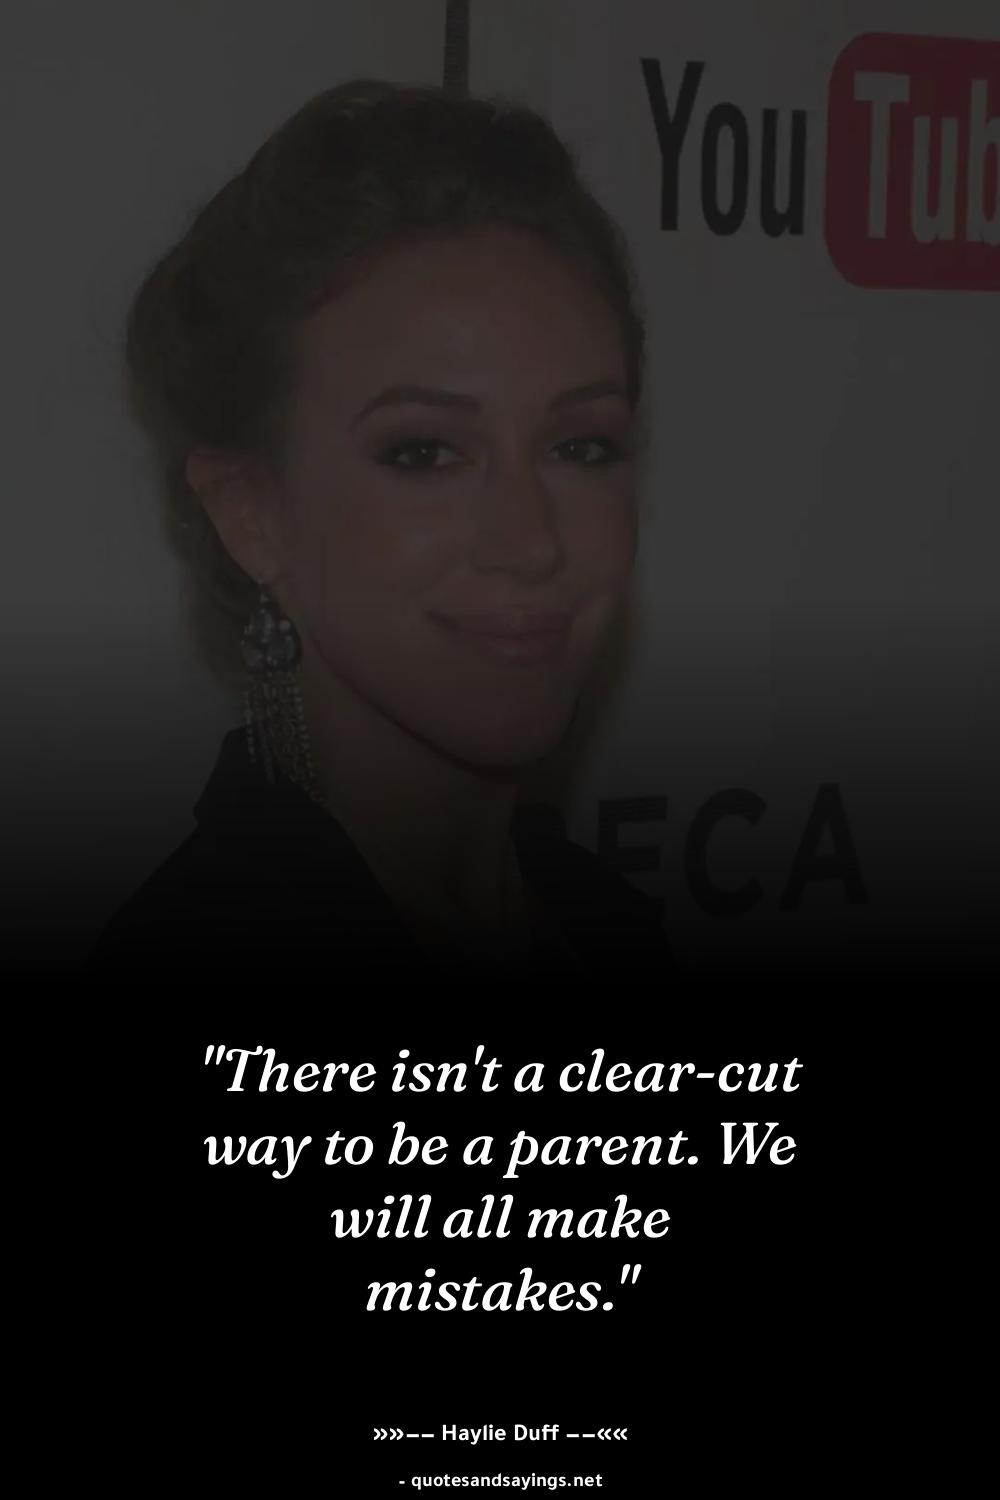 You Tub
ECA
"There isn't a clear-cut
way to be a parent. We
will all make
mistakes."
»»–– Haylie Duff ––««
- quotesandsayings.net